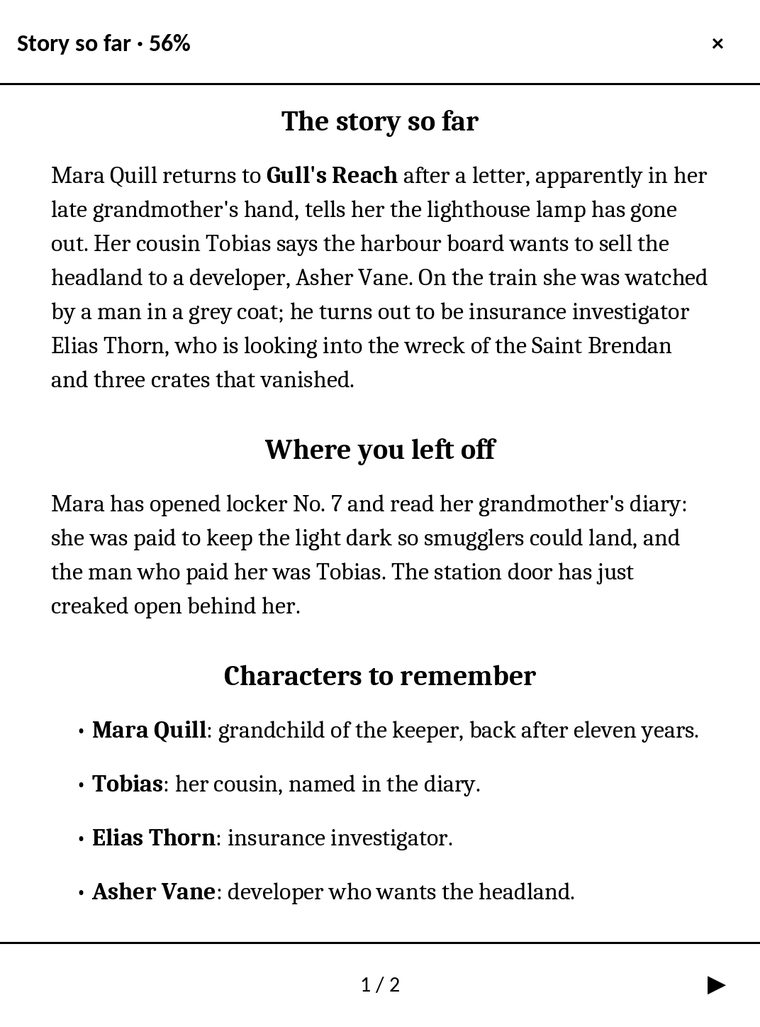 Story so far · 56%
×
The story so far
Mara Quill returns to Gull's Reach after a letter, apparently in her
late grandmother's hand, tells her the lighthouse lamp has gone
out. Her cousin Tobias says the harbour board wants to sell the
headland to a developer, Asher Vane. On the train she was watched
by a man in a grey coat; he turns out to be insurance investigator
Elias Thorn, who is looking into the wreck of the Saint Brendan
and three crates that vanished.
Where you left off
Mara has opened locker No. 7 and read her grandmother's diary:
she was paid to keep the light dark so smugglers could land, and
the man who paid her was Tobias. The station door has just
creaked open behind her.
Characters to remember
• Mara Quill: grandchild of the keeper, back after eleven years.
• Tobias: her cousin, named in the diary.
• Elias Thorn: insurance investigator.
• Asher Vane: developer who wants the headland.
1 / 2
▶